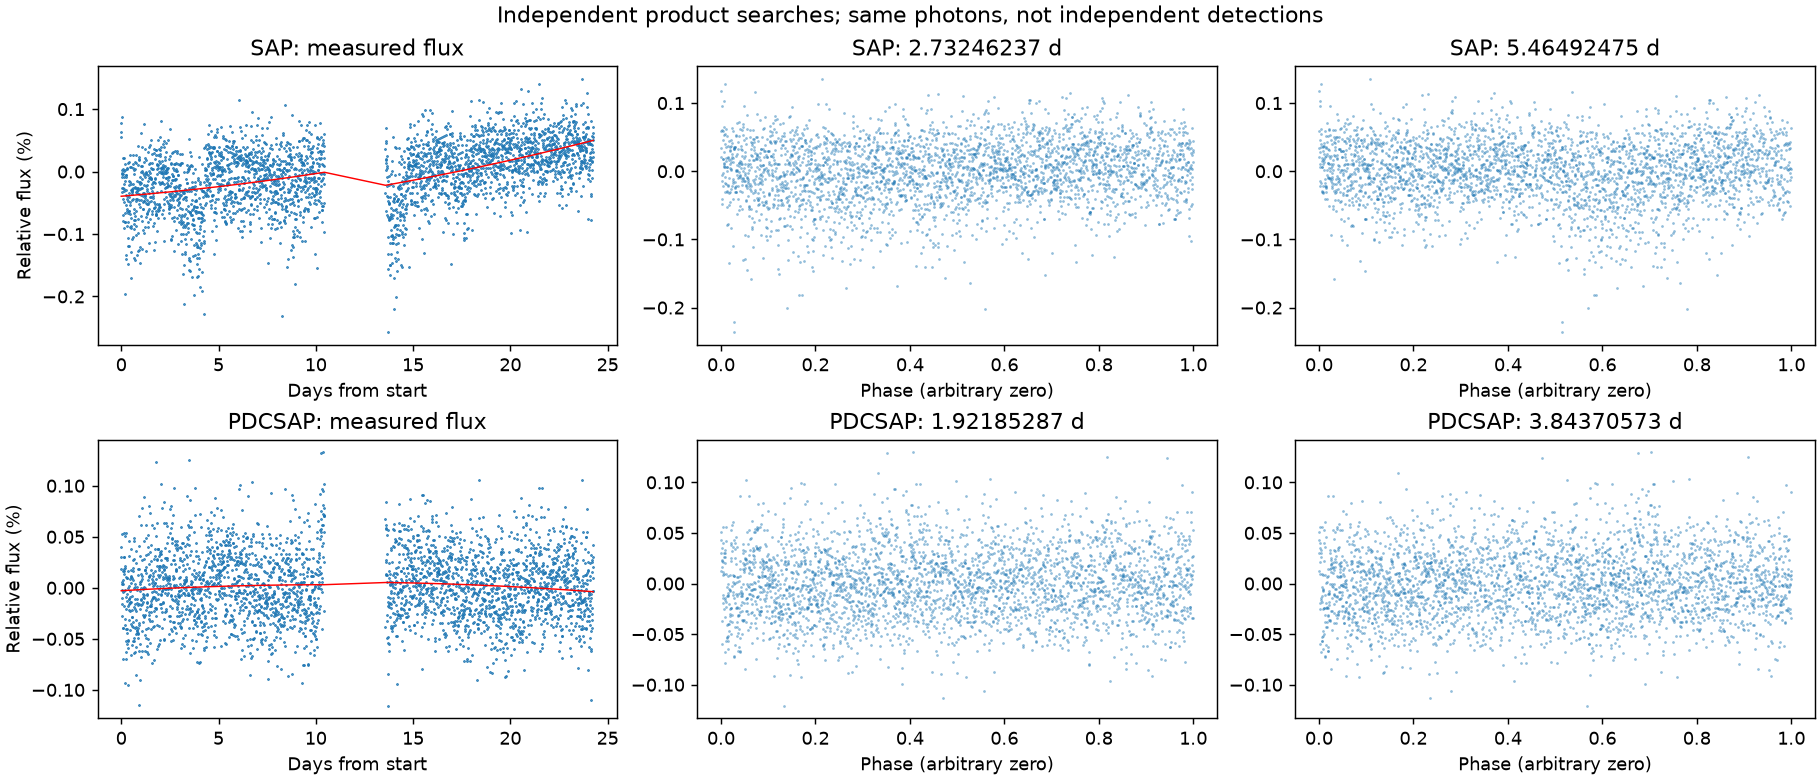 Independent product searches; same photons, not independent detections
SAP: measured flux
SAP: 2.73246237 d
SAP: 5.46492475 d
Relative flux (%)
0.1
0.0
−0.1
−0.2
0.1
0.0
−0.1
−0.2
0.1
0.0
−0.1
−0.2
0 5 10 15 20 25
0.0 0.2 0.4 0.6 0.8 1.0
0.0 0.2 0.4 0.6 0.8 1.0
Days from start
Phase (arbitrary zero)
Phase (arbitrary zero)
PDCSAP: measured flux
PDCSAP: 1.92185287 d
PDCSAP: 3.84370573 d
Relative flux (%)
0.10
0.05
0.00
−0.05
−0.10
0.10
0.05
0.00
−0.05
−0.10
0.10
0.05
0.00
−0.05
−0.10
0 5 10 15 20 25
0.0 0.2 0.4 0.6 0.8 1.0
0.0 0.2 0.4 0.6 0.8 1.0
Days from start
Phase (arbitrary zero)
Phase (arbitrary zero)